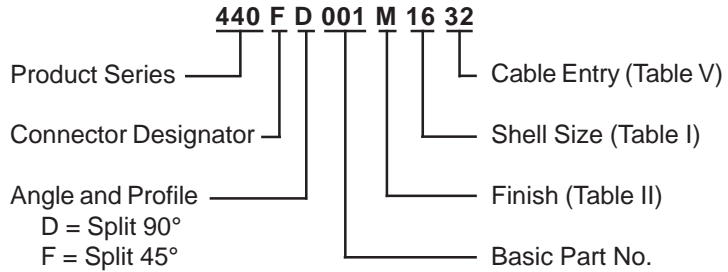 440 F D 001 M 16 32
Product Series
Cable Entry (Table V)
Connector Designator
Shell Size (Table I)
Angle and Profile
D = Split 90°
F = Split 45°
Finish (Table II)
Basic Part No.